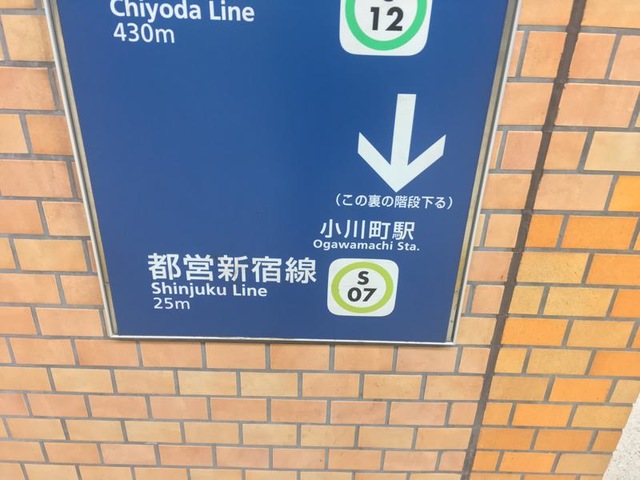 Chiyoda Line
430m
12
(この裏の階段下る)
小川町駅
Ogawamachi Sta.
都営新宿線
Shinjuku Line
25m
S
07